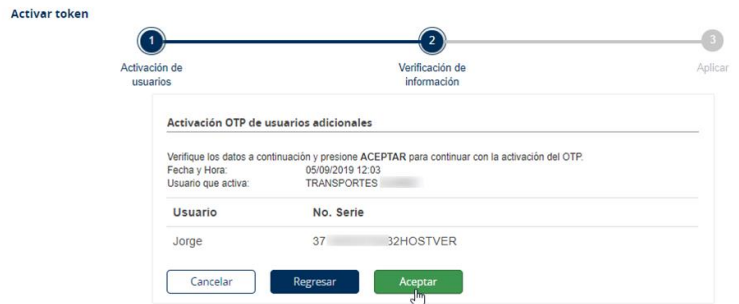 Activar token
1
2
3
Activación de
usuarios
Verificación de
información
Aplicar
Activación OTP de usuarios adicionales
Verifique los datos a continuación y presione ACEPTAR para continuar con la activación del OTP.
Fecha y Hora: 05/09/2019 12:03
Usuario que activa: TRANSPORTES
Usuario No. Serie
Jorge 37 32HOSTVER
Cancelar Regresar Aceptar